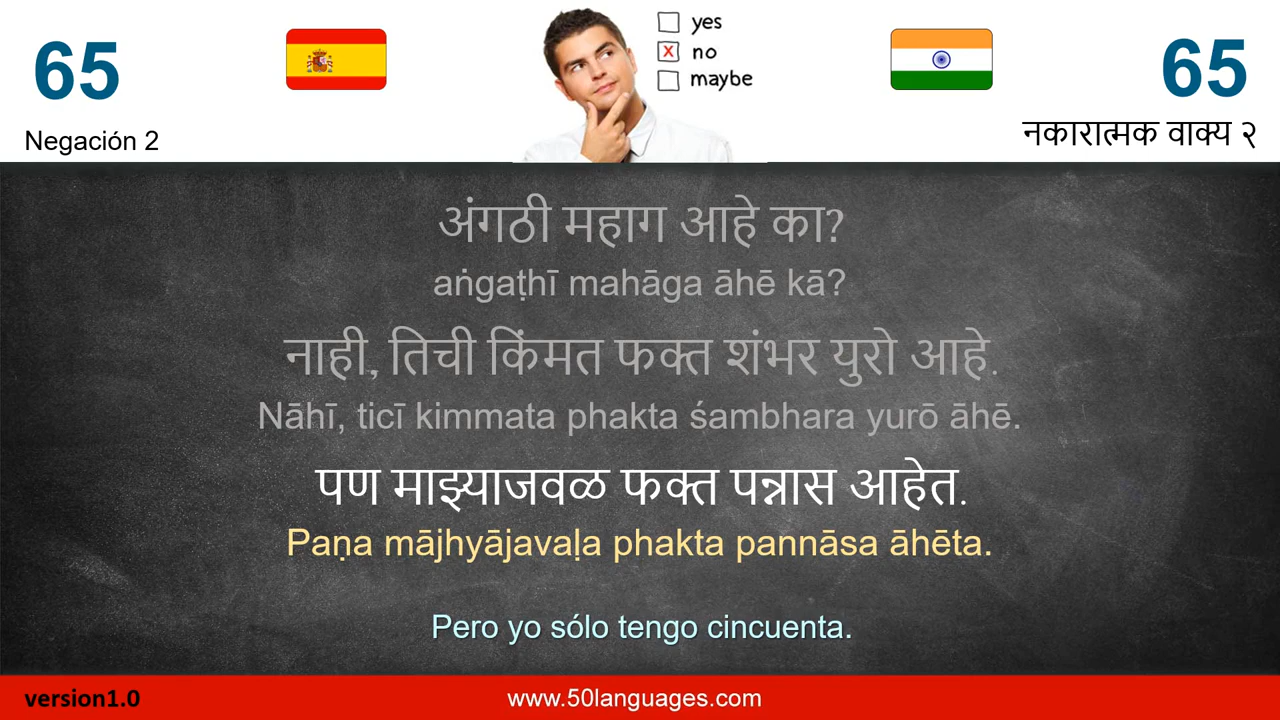 65
65
yes
no
maybe
Negación 2
नकारात्मक वाक्य २
अंगठी महाग आहे का?
aṅgaṭhī mahāga āhē kā?
नाही, तिची किंमत फक्त शंभर युरो आहे.
Nāhī, ticī kimmata phakta śambhara yurō āhē.
पण माझ्याजवळ फक्त पन्नास आहेत.
Paṇa mājhyājavaḷa phakta pannāsa āhēta.
Pero yo sólo tengo cincuenta.
version1.0
www.50languages.com